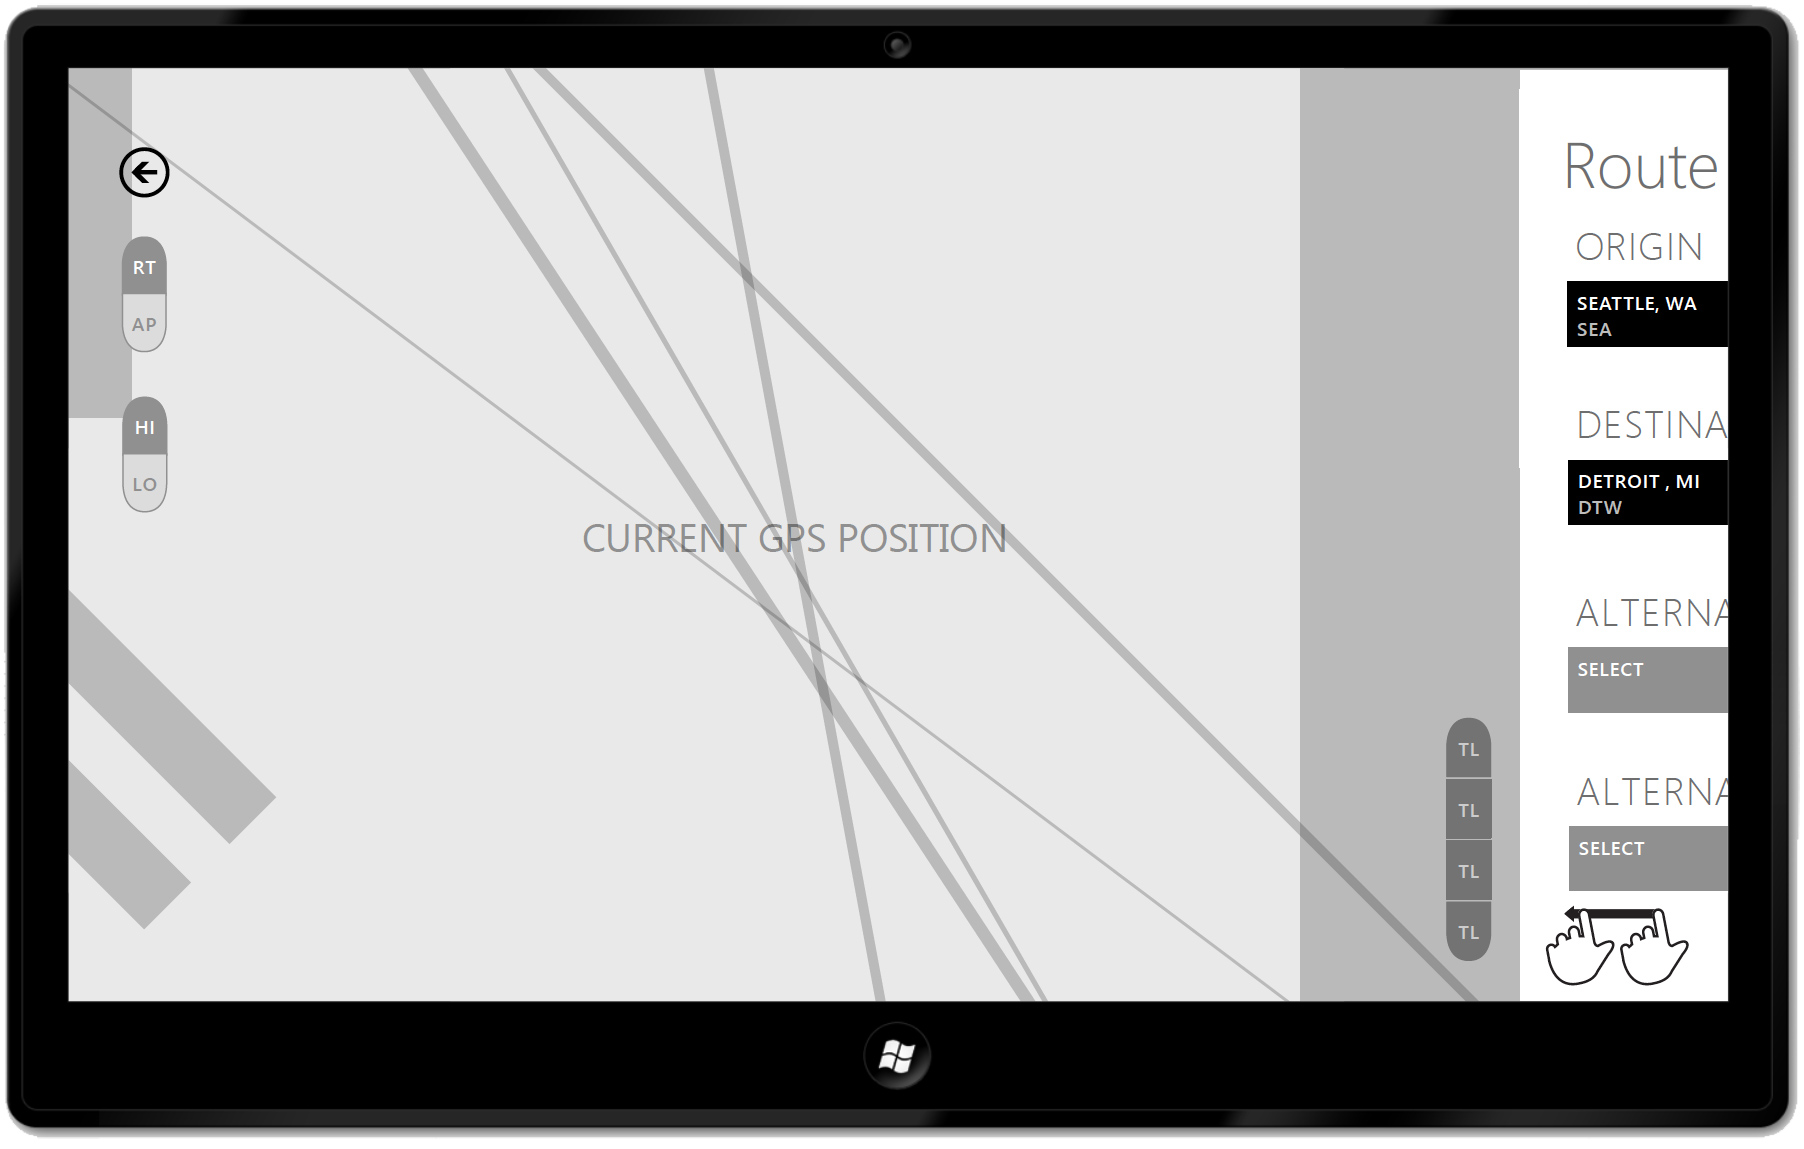 RT
AP
HI
LO
CURRENT GPS POSITION
TL
TL
TL
TL
Route
ORIGIN
SEATTLE, WA
SEA
DESTINA
DETROIT , MI
DTW
ALTERNA
SELECT
ALTERNA
SELECT